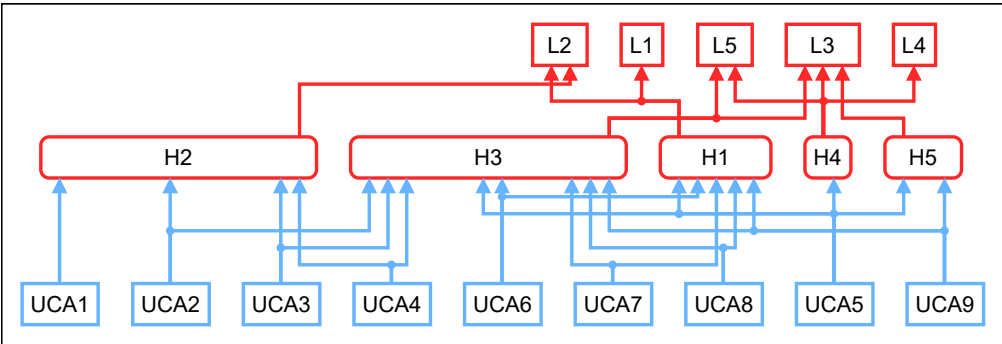 L2 L1 L5 L3 L4
H2 H3 H1 H4 H5
UCA1 UCA2 UCA3 UCA4 UCA6 UCA7 UCA8 UCA5 UCA9